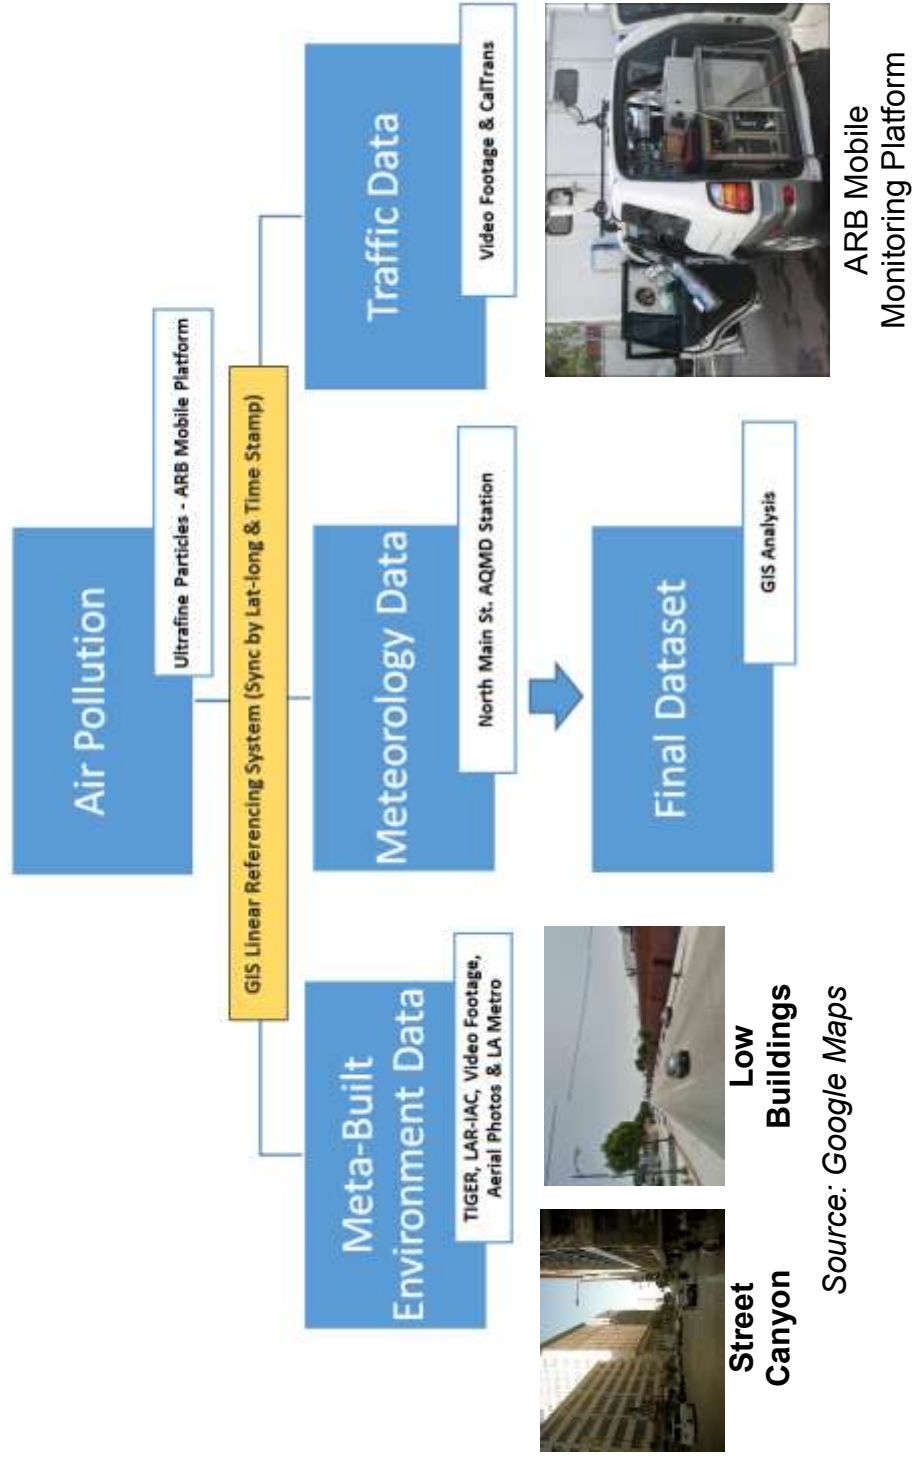 Air Pollution
Ultrafine Particles - ARB Mobile Platform
GIS Linear Referencing System (Sync by Lat-long & Time Stamp)
Meta-Built
Environment Data
TIGER, LAR-IAC, Video Footage,
Aerial Photos & LA Metro
Meteorology Data
North Main St. AQMD Station
Traffic Data
Video Footage & CalTrans
Final Dataset
GIS Analysis
Street
Canyon
Low
Buildings
Source: Google Maps
ARB Mobile
Monitoring Platform